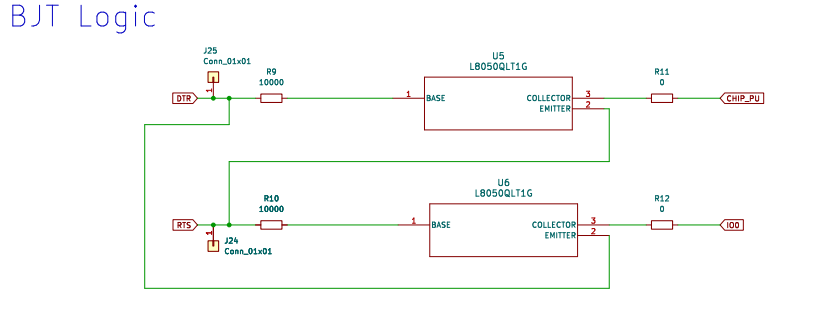 BJT Logic
J25
Conn_01x01
1
DTR
R9
10000
U5
L8050QLT1G
1
BASE
COLLECTOR
3
EMITTER
2
R11
0
CHIP_PU
RTS
1
J24
Conn_01x01
R10
10000
U6
L8050QLT1G
1
BASE
COLLECTOR
3
EMITTER
2
R12
0
IO0